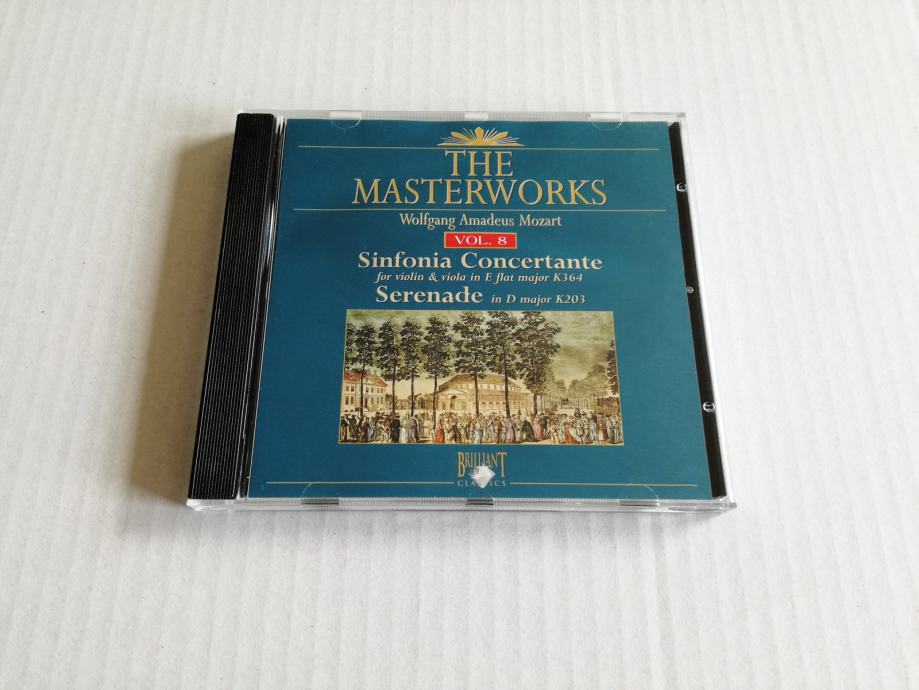 THE
MASTERWORKS
Wolfgang Amadeus Mozart
VOL. 8
Sinfonia Concertante
for violin & viola in E flat major K364
Serenade in D major K203
BRILLIANT
CLASSICS